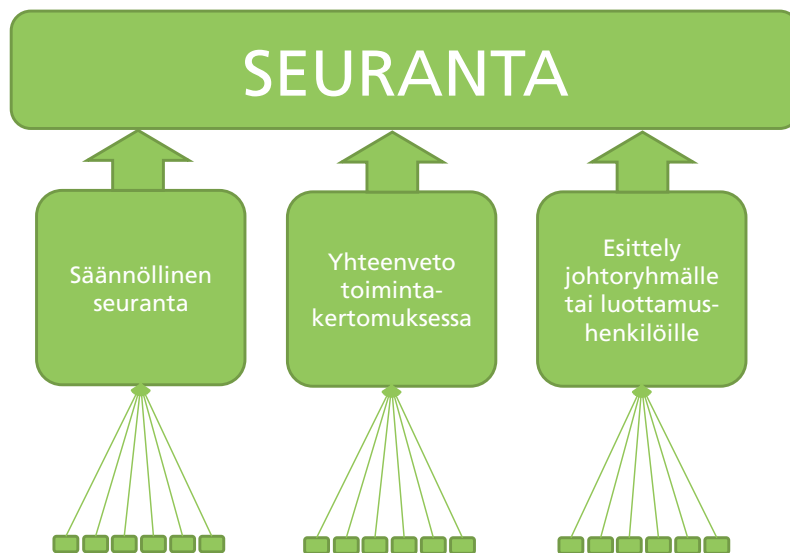 SEURANTA
Säännöllinen
seuranta
Yhteenveto
toiminta-
kertomuksessa
Esittely
johtoryhmälle
tai luottamus-
henkilöille